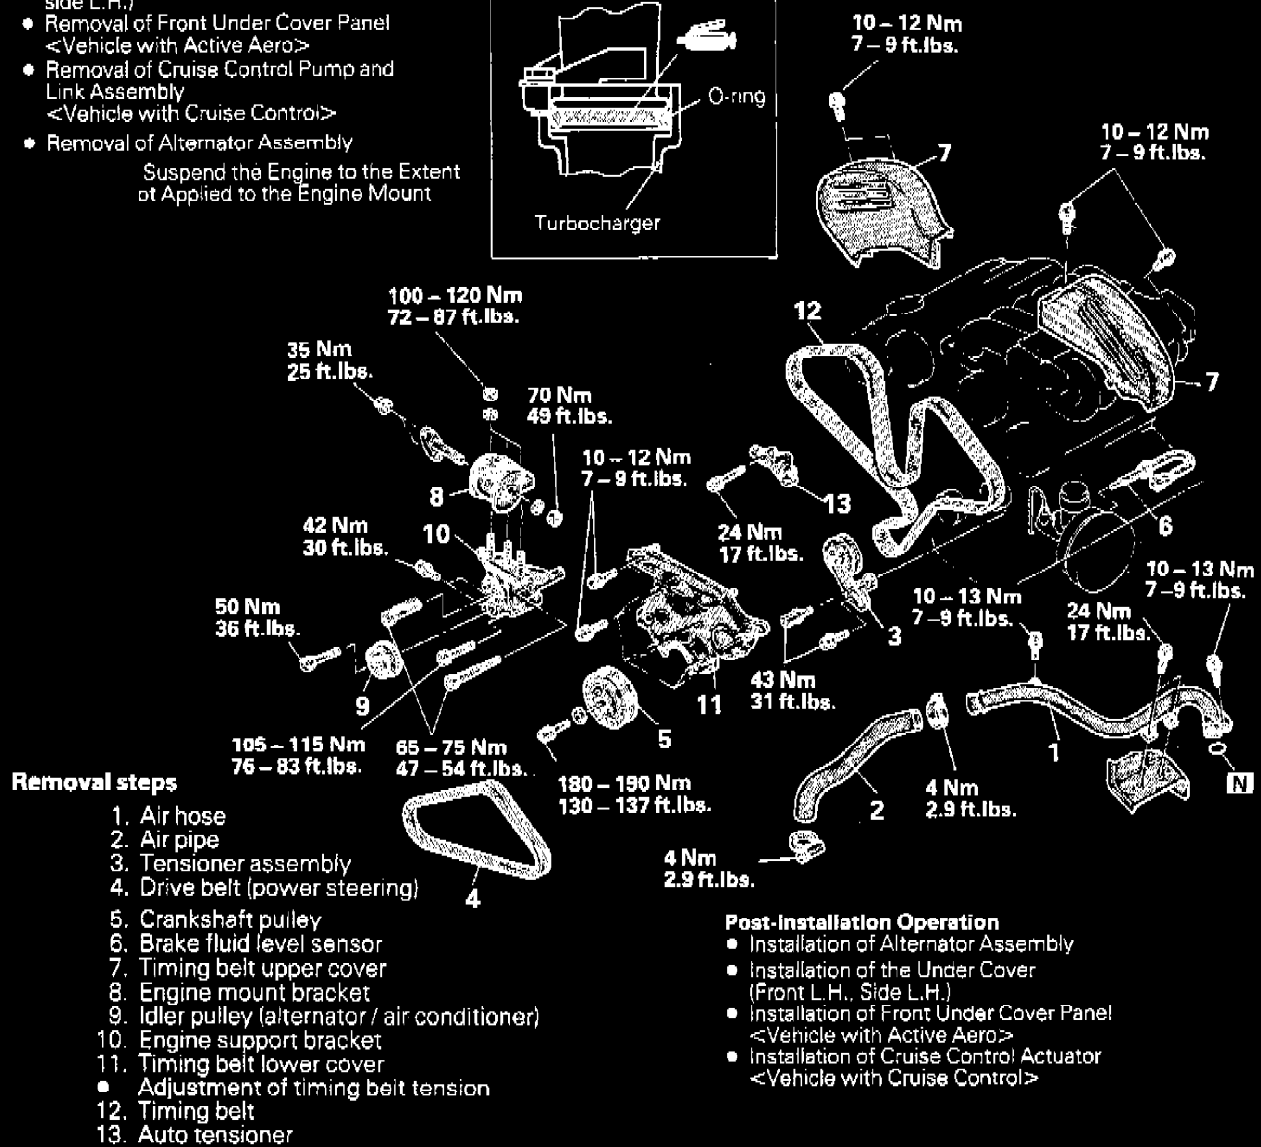 side L.H.)
● Removal of Front Under Cover Panel
<Vehicle with Active Aero>
● Removal of Cruise Control Pump and
Link Assembly
<Vehicle with Cruise Control>
● Removal of Alternator Assembly
Suspend the Engine to the Extent
ot Applied to the Engine Mount
O-ring
Turbocharger
10 – 12 Nm
7 – 9 ft.lbs.
7
10 – 12 Nm
7 – 9 ft.lbs.
7
12
100 – 120 Nm
72 – 87 ft.lbs.
35 Nm
25 ft.lbs.
70 Nm
49 ft.lbs.
10 – 12 Nm
7 – 9 ft.lbs.
8
13
24 Nm
17 ft.lbs.
6
42 Nm
30 ft.lbs.
10
10 – 13 Nm
7 – 9 ft.lbs.
10 – 13 Nm
7 – 9 ft.lbs.
24 Nm
17 ft.lbs.
50 Nm
36 ft.lbs.
3
43 Nm
31 ft.lbs.
9
11
5
1
105 – 115 Nm
76 – 83 ft.lbs.
65 – 75 Nm
47 – 54 ft.lbs.
180 – 190 Nm
130 – 137 ft.lbs.
2
4 Nm
2.9 ft.lbs.
N
4 Nm
2.9 ft.lbs.
4
Removal steps
1. Air hose
2. Air pipe
3. Tensioner assembly
4. Drive belt (power steering)
5. Crankshaft pulley
6. Brake fluid level sensor
7. Timing belt upper cover
8. Engine mount bracket
9. Idler pulley (alternator / air conditioner)
10. Engine support bracket
11. Timing belt lower cover
● Adjustment of timing belt tension
12. Timing belt
13. Auto tensioner
Post-installation Operation
● Installation of Alternator Assembly
● Installation of the Under Cover
(Front L.H., Side L.H.)
● Installation of Front Under Cover Panel
<Vehicle with Active Aero>
● Installation of Cruise Control Actuator
<Vehicle with Cruise Control>